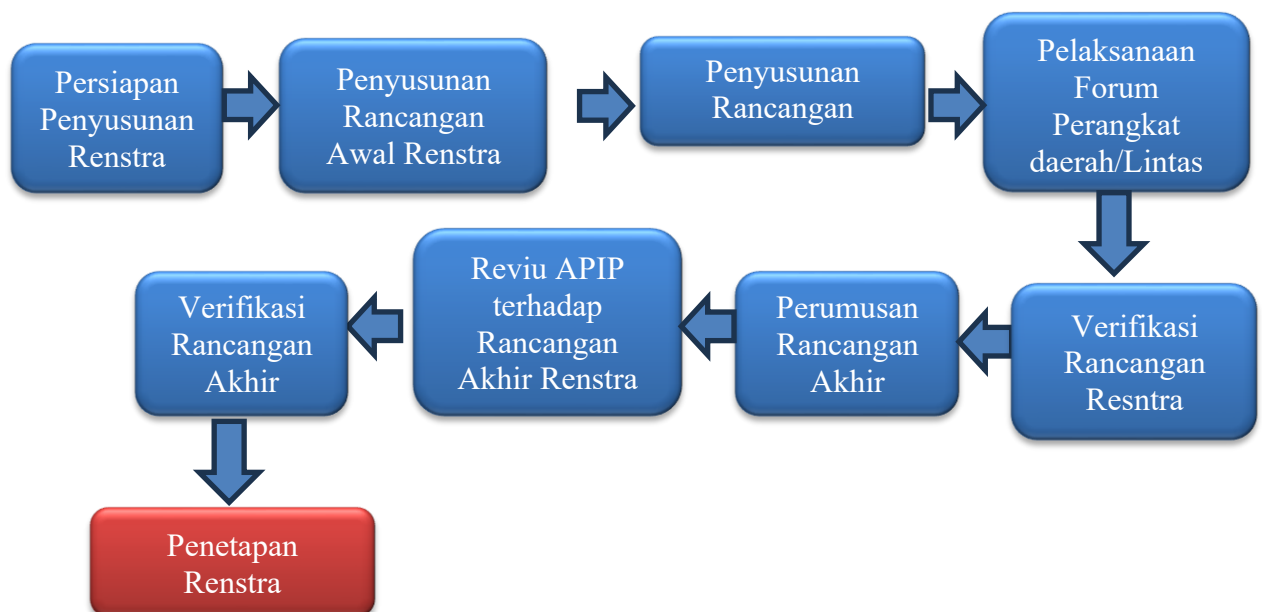 Persiapan
Penyusunan
Renstra
Penyusunan
Rancangan
Awal Renstra
Penyusunan
Rancangan
Pelaksanaan
Forum
Perangkat
daerah/Lintas
Verifikasi
Rancangan
Resntra
Perumusan
Rancangan
Akhir
Reviu APIP
terhadap
Rancangan
Akhir Renstra
Verifikasi
Rancangan
Akhir
Penetapan
Renstra